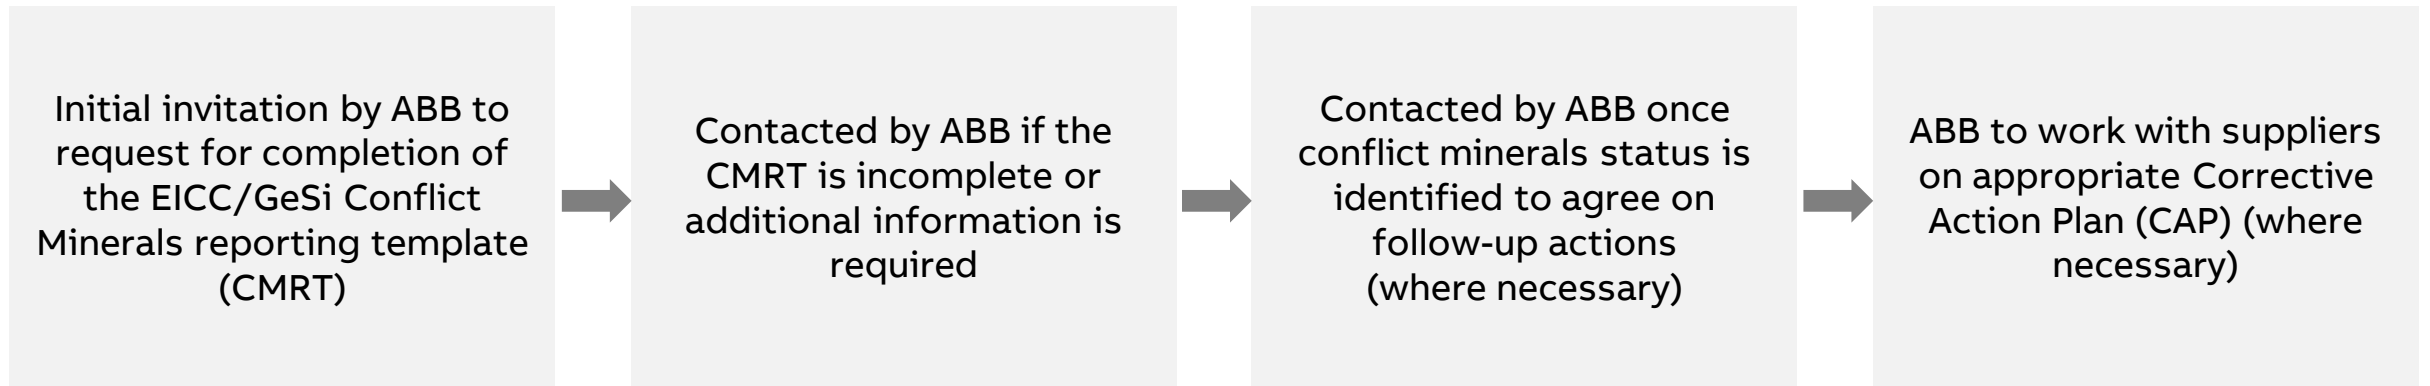 Initial invitation by ABB to
request for completion of
the EICC/GeSi Conflict
Minerals reporting template
(CMRT)
Contacted by ABB if the
CMRT is incomplete or
additional information is
required
Contacted by ABB once
conflict minerals status is
identified to agree on
follow-up actions
(where necessary)
ABB to work with suppliers
on appropriate Corrective
Action Plan (CAP) (where
necessary)